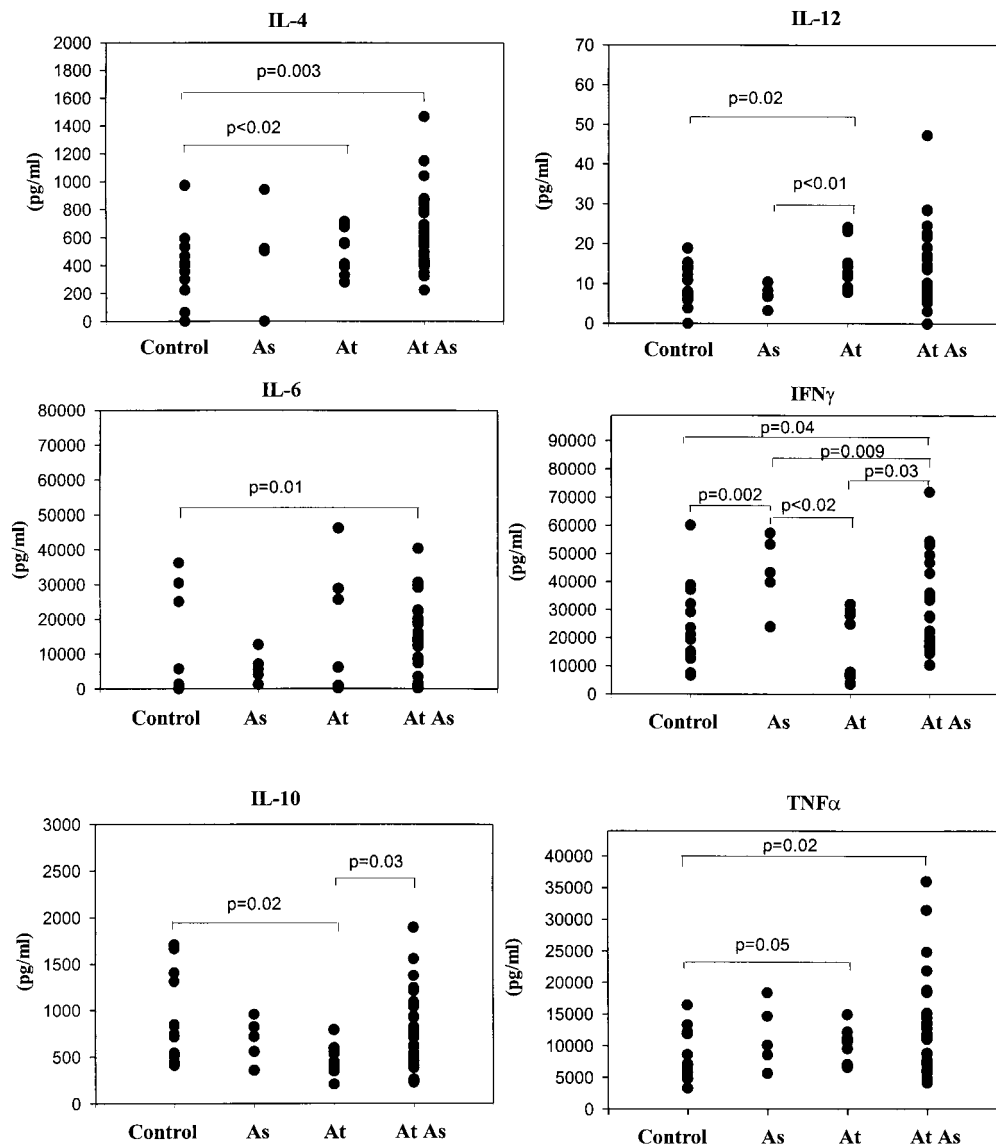 IL-4
(pg/ml)
2000
1800
1600
1400
1200
1000
800
600
400
200
0
p=0.003
p<0.02
Control As At At As
IL-12
(pg/ml)
70
60
50
40
30
20
10
0
p=0.02
p<0.01
Control As At At As
IL-6
(pg/ml)
80000
70000
60000
50000
40000
30000
20000
10000
0
p=0.01
Control As At At As
IFNγ
(pg/ml)
90000
80000
70000
60000
50000
40000
30000
20000
10000
0
p=0.04
p=0.009
p=0.03
p=0.002
p<0.02
Control As At At As
IL-10
(pg/ml)
3000
2500
2000
1500
1000
500
0
p=0.03
p=0.02
Control As At At As
TNFα
(pg/ml)
40000
35000
30000
25000
20000
15000
10000
5000
0
p=0.02
p=0.05
Control As At At As